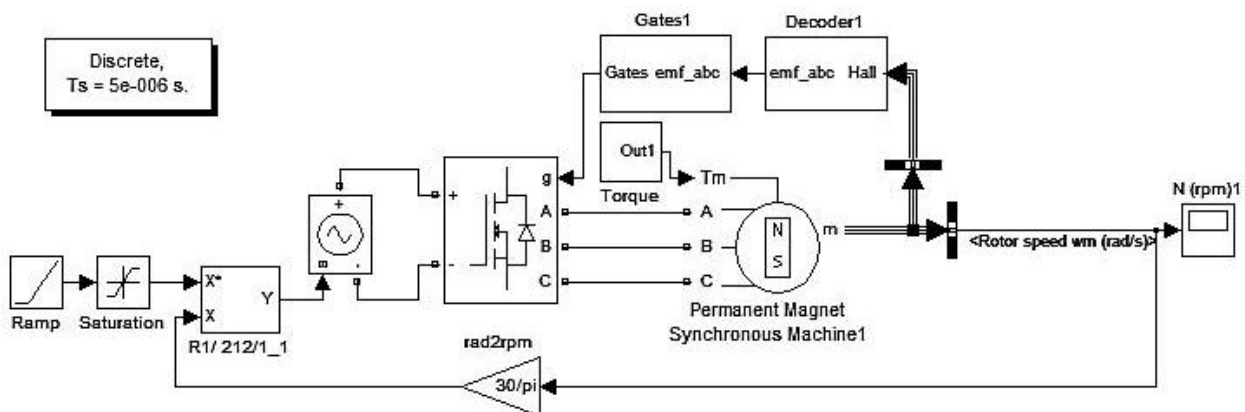 Gates1
Decoder1
Discrete,
Ts = 5e-006 s.
Gates emf_abc
emf_abc Hall
Out1
Torque
g
Tm
+
A
A
N
S
m
N (rpm)1
+
-
B
B
<Rotor speed wm (rad/s)>
-
C
C
X*
Y
X
Ramp
Saturation
R1/ 212/1_1
Permanent Magnet
Synchronous Machine1
rad2rpm
30/pi